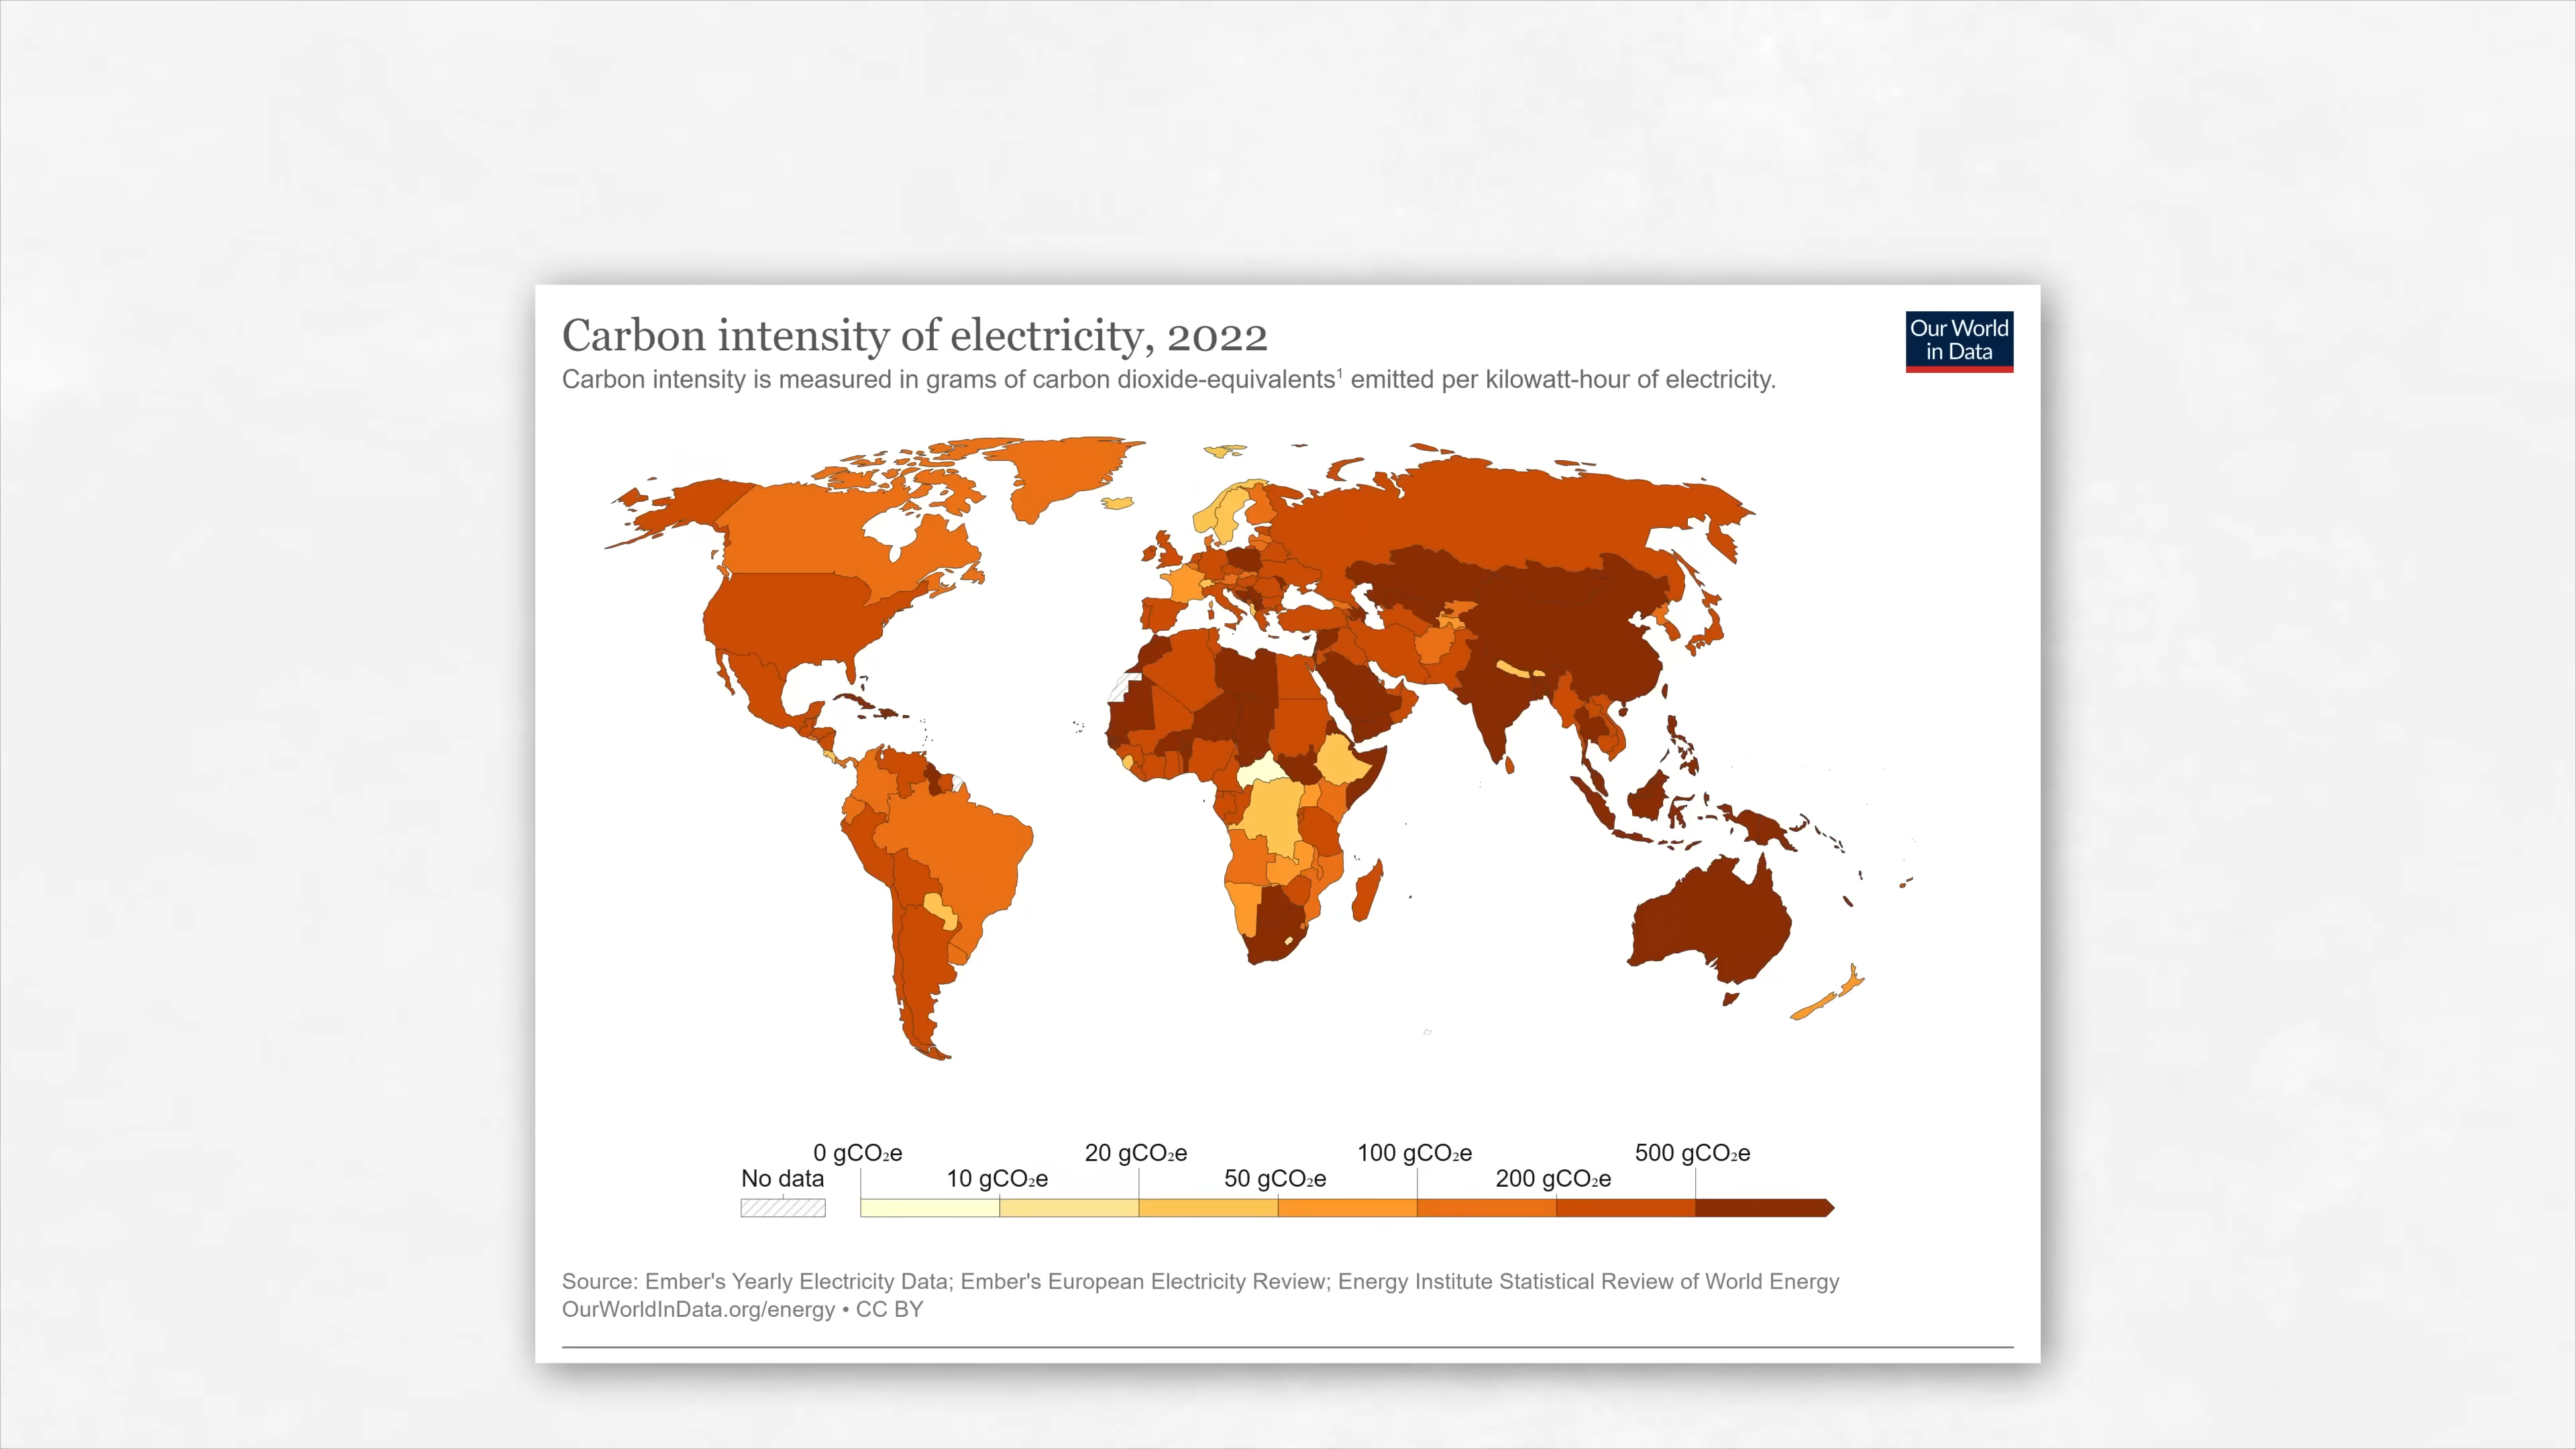 Carbon intensity of electricity, 2022
Carbon intensity is measured in grams of carbon dioxide-equivalents¹ emitted per kilowatt-hour of electricity.
Our World
in Data
0 gCO₂e
20 gCO₂e
100 gCO₂e
500 gCO₂e
No data
10 gCO₂e
50 gCO₂e
200 gCO₂e
Source: Ember's Yearly Electricity Data; Ember's European Electricity Review; Energy Institute Statistical Review of World Energy
OurWorldInData.org/energy • CC BY